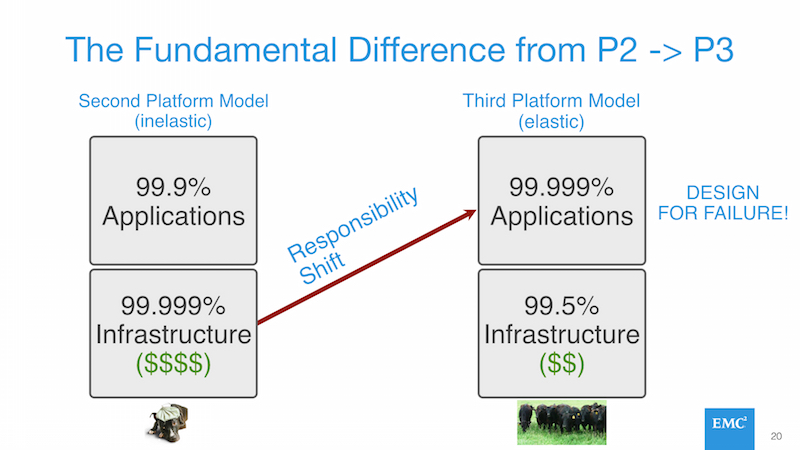 The Fundamental Difference from P2 -> P3
Second Platform Model
(inelastic)
99.9%
Applications
99.999%
Infrastructure
($$$$)
Responsibility
Shift
Third Platform Model
(elastic)
99.999%
Applications
99.5%
Infrastructure
($$)
DESIGN
FOR FAILURE!
EMC²
20